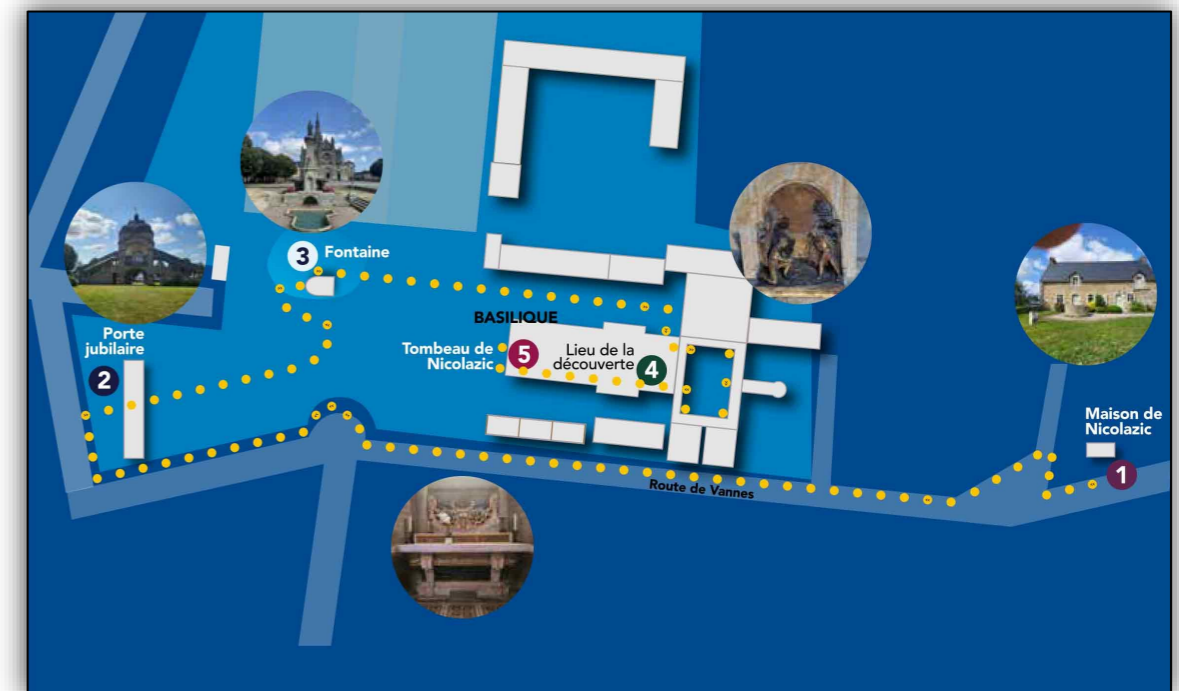 3
Fontaine
Porte
jubilaire
2
BASILIQUE
Tombeau de
Nicolazic
5
Lieu de la
découverte
4
Maison de
Nicolazic
1
Route de Vannes